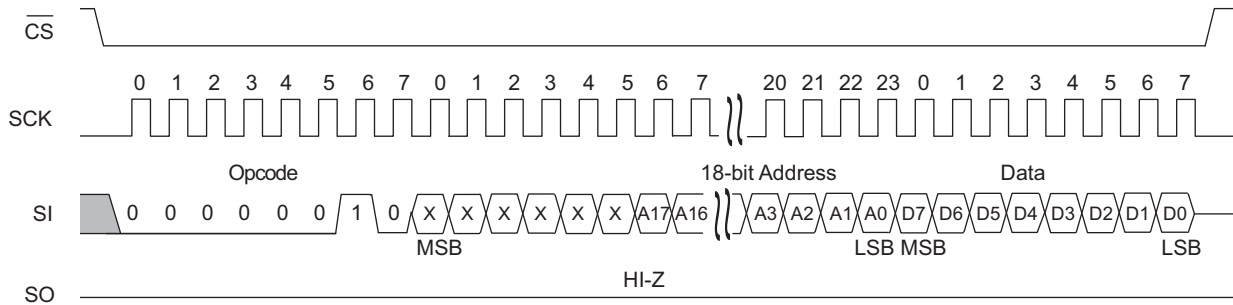 CS
0 1 2 3 4 5 6 7 0 1 2 3 4 5 6 7 20 21 22 23 0 1 2 3 4 5 6 7
SCK
Opcode 18-bit Address Data
SI 0 0 0 0 0 0 1 0 X X X X X X A17 A16 A3 A2 A1 A0 D7 D6 D5 D4 D3 D2 D1 D0
MSB LSB MSB LSB
HI-Z
SO